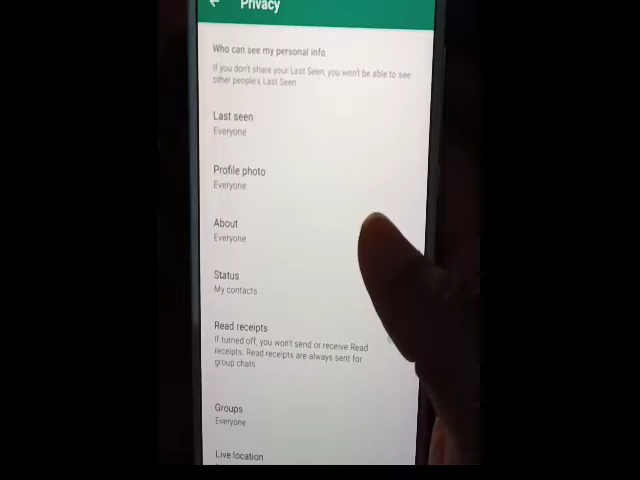 Privacy
Who can see my personal info
If you don't share your Last Seen, you won't be able to see
other people's Last Seen
Last seen
Everyone
Profile photo
Everyone
About
Everyone
Status
My contacts
Read receipts
If turned off, you won't send or receive Read
receipts. Read receipts are always sent for
group chats
Groups
Everyone
Live location